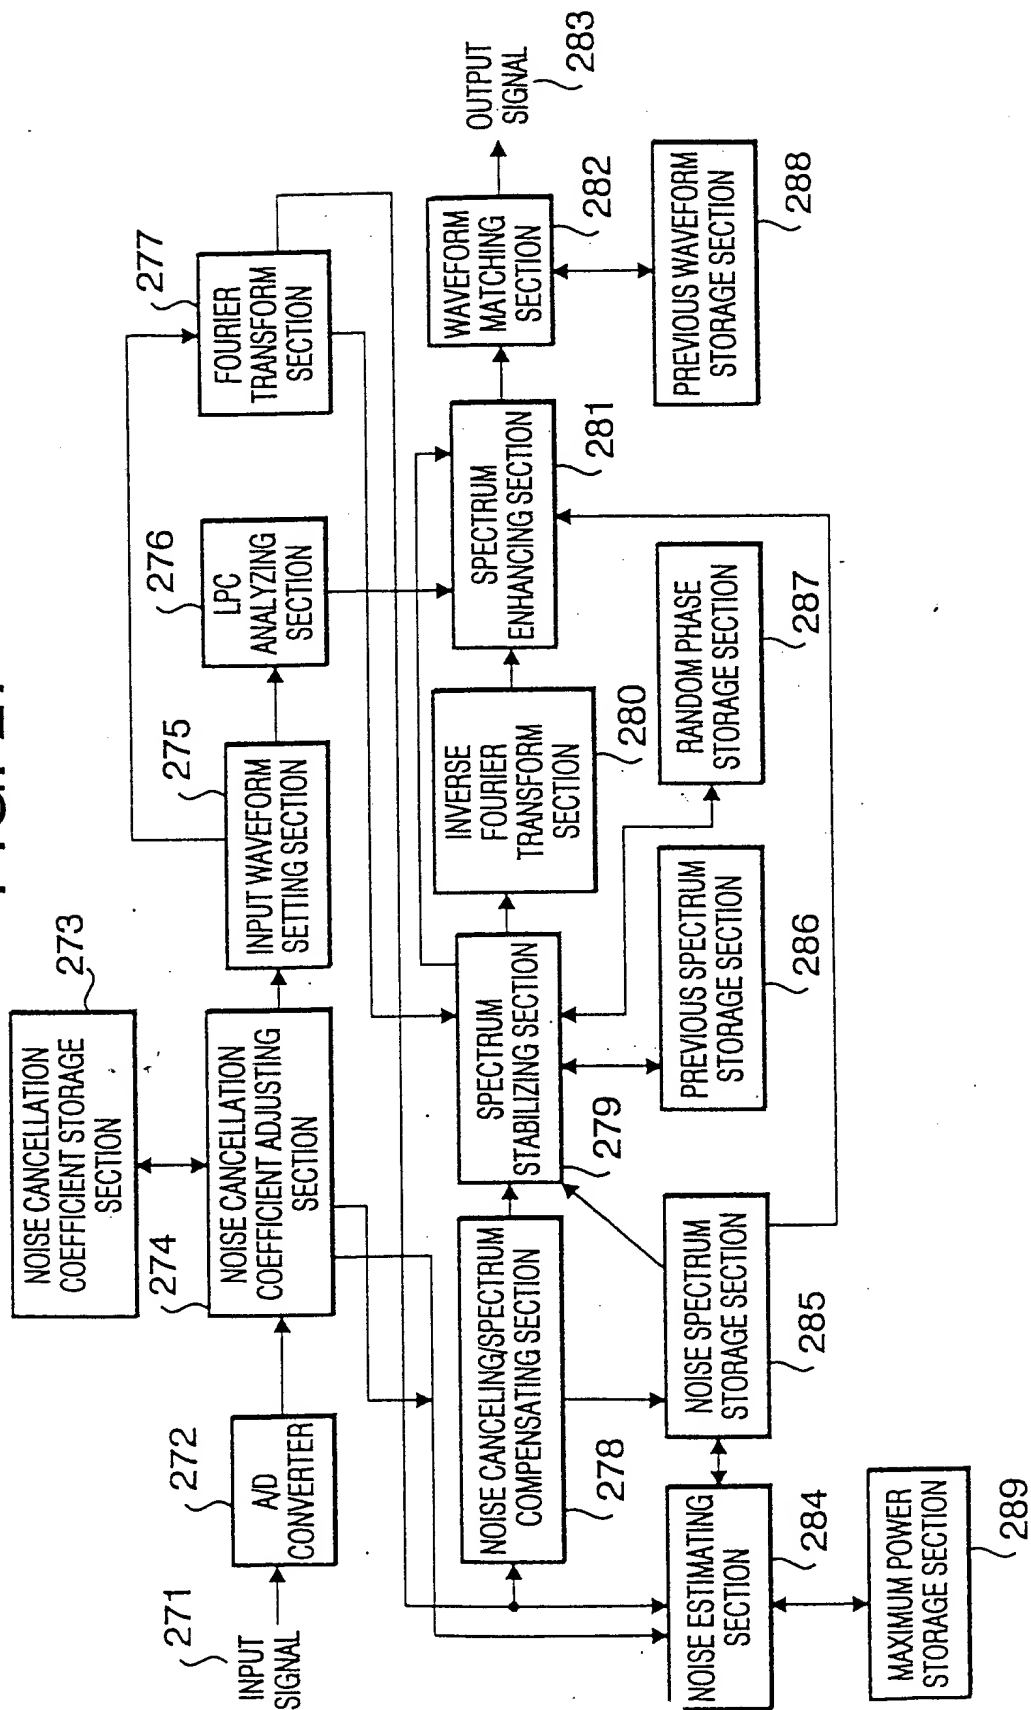 271
INPUT
SIGNAL
272
A/D
CONVERTER
273
NOISE CANCELLATION
COEFFICIENT STORAGE
SECTION
274
NOISE CANCELLATION
COEFFICIENT ADJUSTING
SECTION
275
INPUT WAVEFORM
SETTING SECTION
276
LPC
ANALYZING
SECTION
277
FOURIER
TRANSFORM
SECTION
NOISE CANCELING/SPECTRUM
COMPENSATING SECTION
278
SPECTRUM
STABILIZING SECTION
279
INVERSE
FOURIER
TRANSFORM
SECTION
280
SPECTRUM
ENHANCING SECTION
281
WAVEFORM
MATCHING
SECTION
282
OUTPUT
SIGNAL
283
NOISE ESTIMATING
SECTION
284
NOISE SPECTRUM
STORAGE SECTION
285
PREVIOUS SPECTRUM
STORAGE SECTION
286
RANDOM PHASE
STORAGE SECTION
287
PREVIOUS WAVEFORM
STORAGE SECTION
288
MAXIMUM POWER
STORAGE SECTION
289